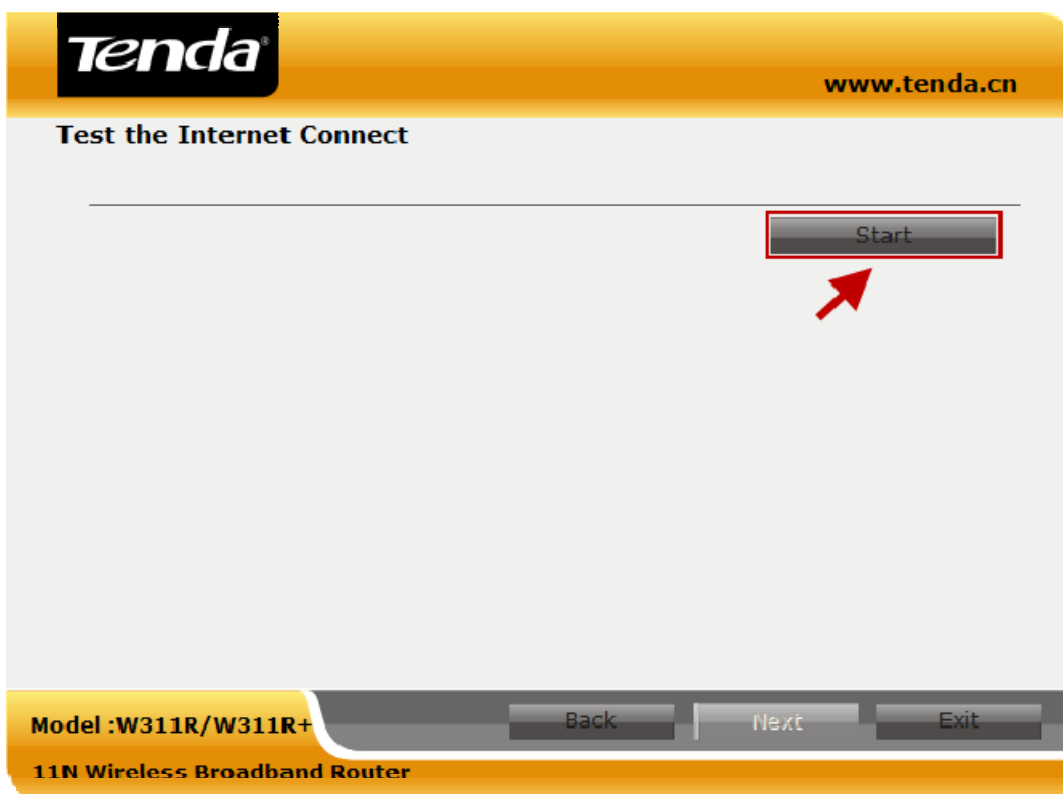 Tenda®
www.tenda.cn
Test the Internet Connect
Start
Model :W311R/W311R+
Back Next Exit
11N Wireless Broadband Router